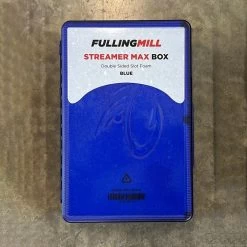 FULLINGMILL
STREAMER MAX BOX
Double Sided Slot Foam
BLUE